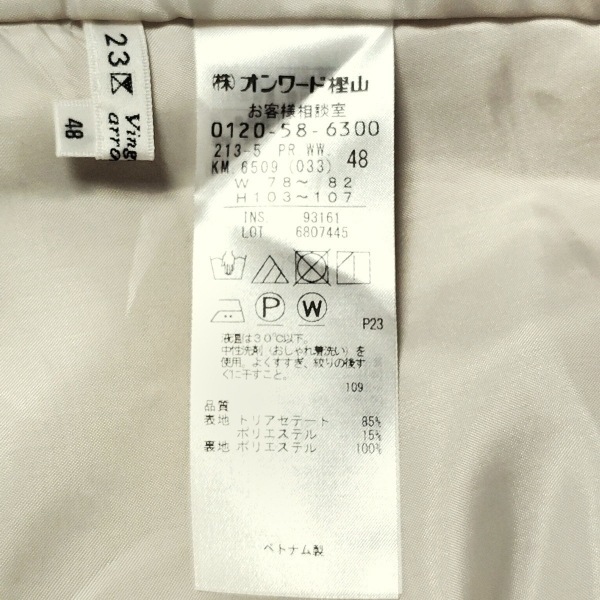 23
Ving
arro
48
(株)オンワード樫山
お客様相談室
0120-58-6300
213-5 PR WW.
KM.6509 (033) 48
W 78~ 82
H103~107
INS. 93161
LOT 6807445
P W
P23
液温は30℃以下。
中性洗剤(おしゃれ着洗い)を
使用。よくすすぎ、絞りの後す
ぐに干すこと。
109
品質
表地 トリアセテート 85%
ポリエステル 15%
裏地 ポリエステル 100%
ベトナム製